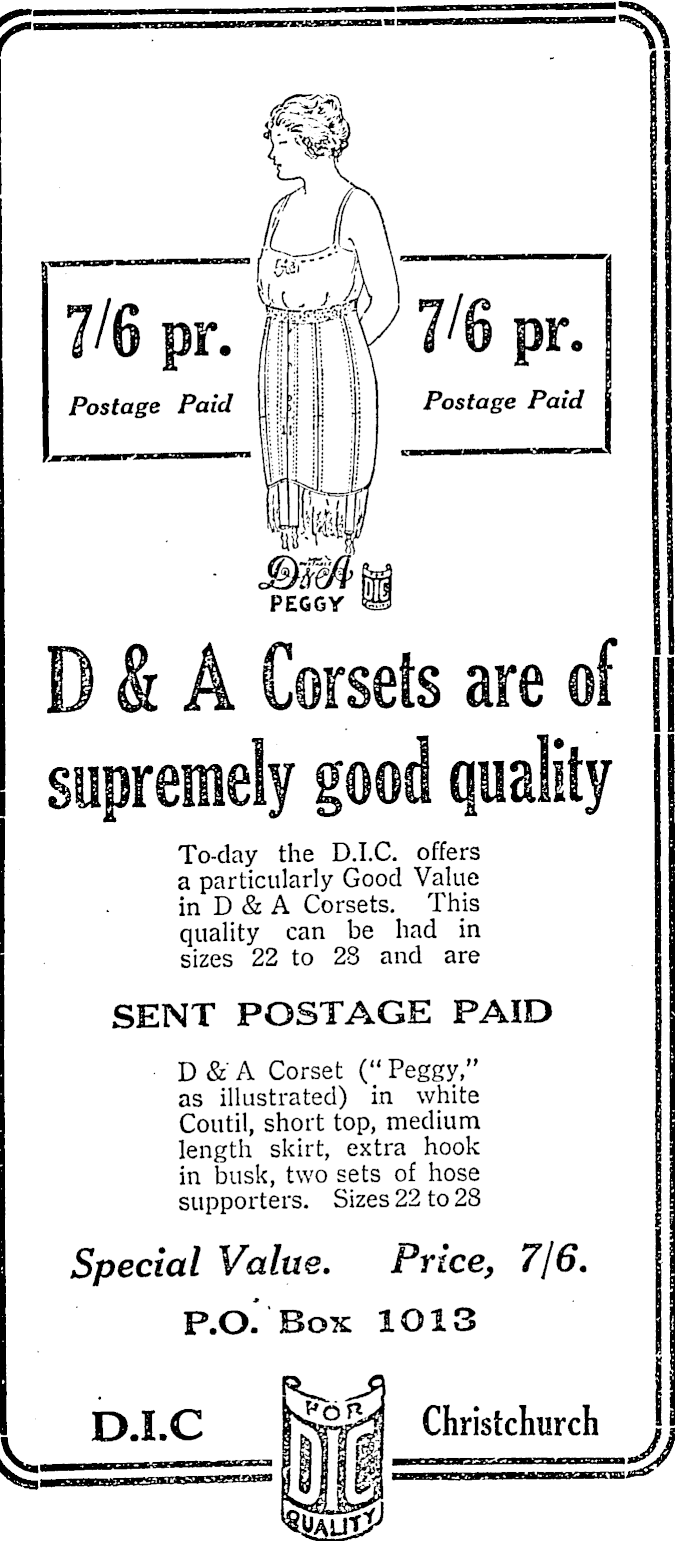 7/6 pr.
Postage Paid
7/6 pr.
Postage Paid
D & A
PEGGY
DIC
D & A Corsets are of
supremely good quality
To-day the D.I.C. offers
a particularly Good Value
in D & A Corsets. This
quality can be had in
sizes 22 to 28 and are
SENT POSTAGE PAID
D & A Corset ("Peggy,"
as illustrated) in white
Coutil, short top, medium
length skirt, extra hook
in busk, two sets of hose
supporters. Sizes 22 to 28
Special Value. Price, 7/6.
P.O. Box 1013
D.I.C
FOR
DIC
QUALITY
Christchurch